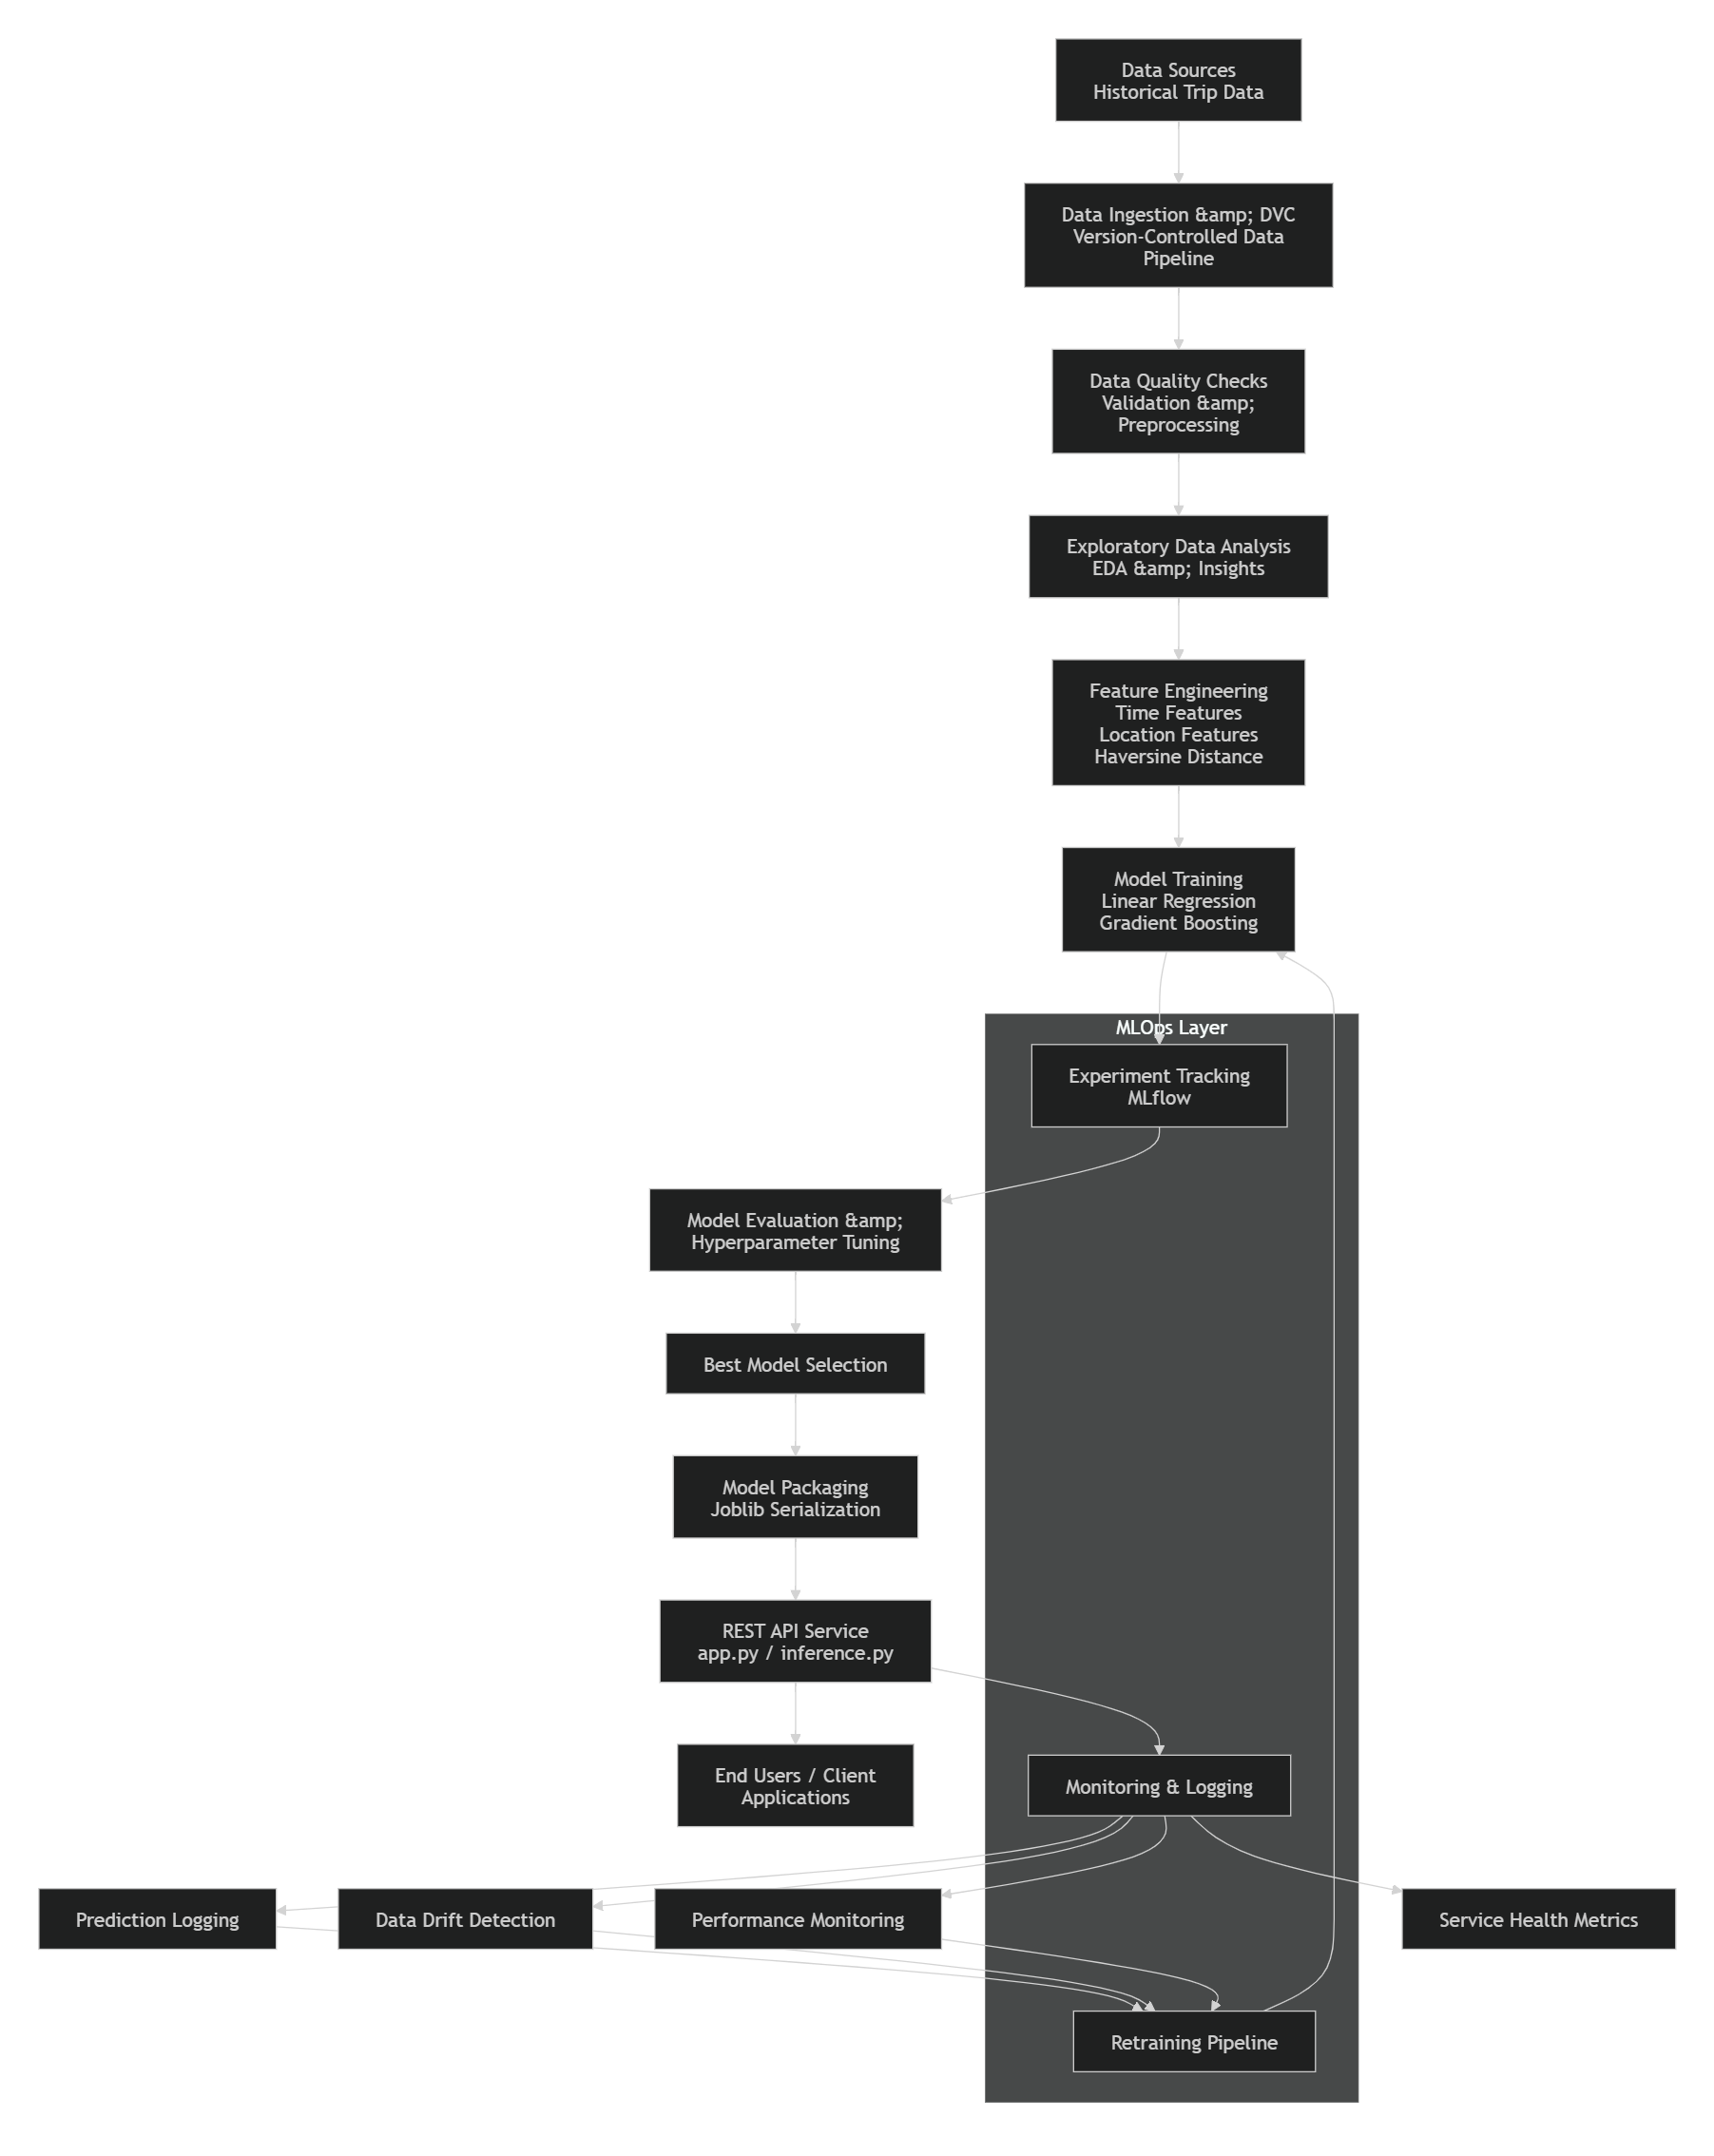 Data Sources
Historical Trip Data
Data Ingestion &amp; DVC
Version-Controlled Data
Pipeline
Data Quality Checks
Validation &amp;
Preprocessing
Exploratory Data Analysis
EDA &amp; Insights
Feature Engineering
Time Features
Location Features
Haversine Distance
Model Training
Linear Regression
Gradient Boosting
MLOps Layer
Experiment Tracking
MLflow
Model Evaluation &amp;
Hyperparameter Tuning
Best Model Selection
Model Packaging
Joblib Serialization
REST API Service
app.py / inference.py
End Users / Client
Applications
Monitoring & Logging
Prediction Logging
Data Drift Detection
Performance Monitoring
Service Health Metrics
Retraining Pipeline